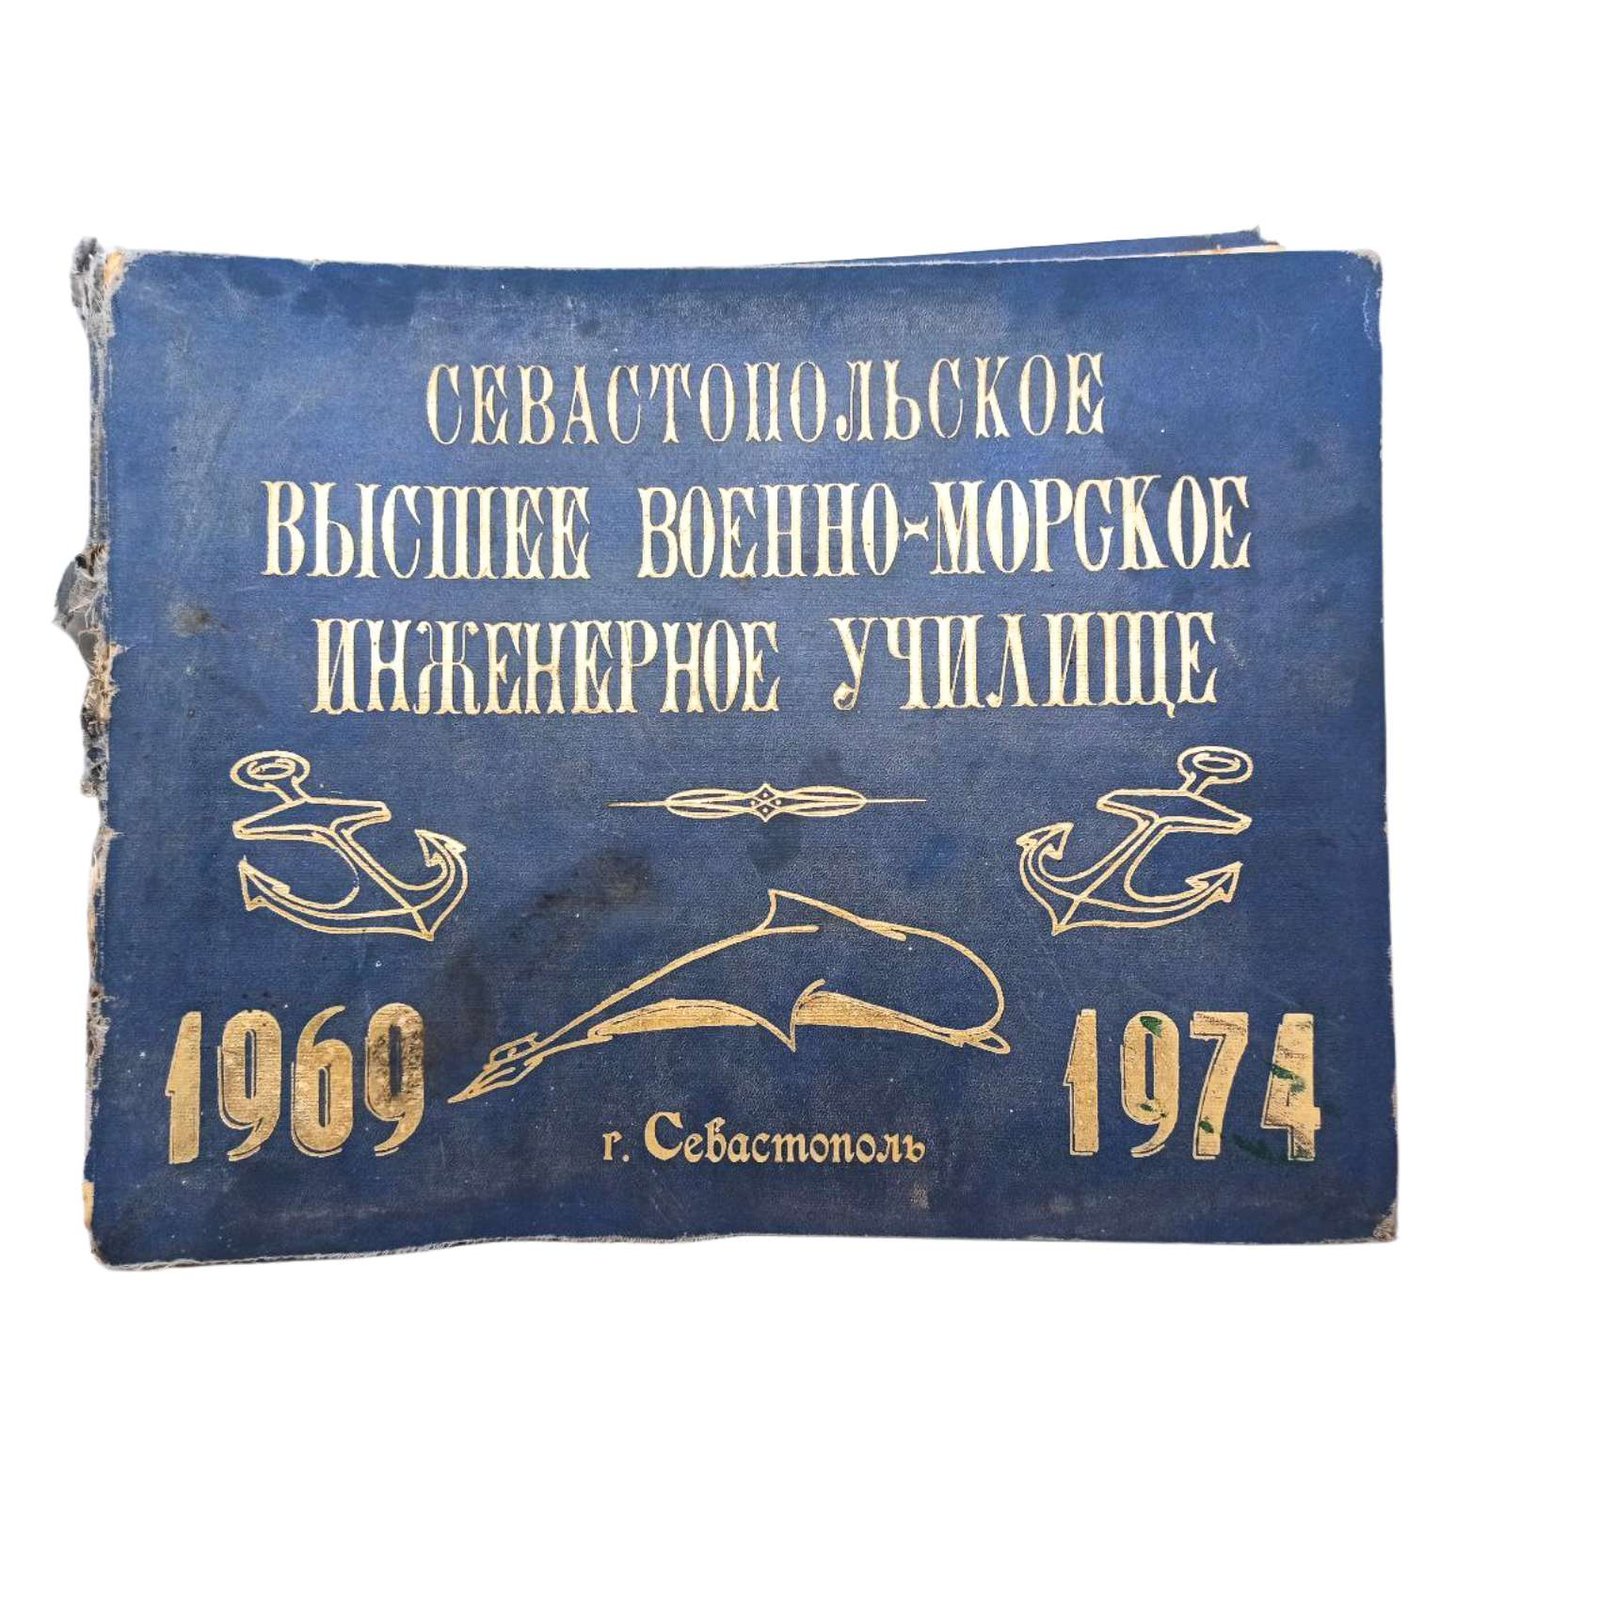 СЕВАСТОПОЛЬСКОЕ
ВЫСШЕЕ ВОЕННО-МОРСКОЕ
ИНЖЕНЕРНОЕ УЧИЛИЩЕ
1969
1974
г. Севастополь